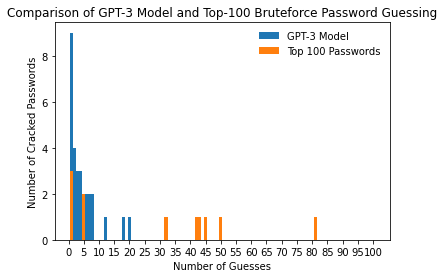 Comparison of GPT-3 Model and Top-100 Bruteforce Password Guessing
GPT-3 Model
Top 100 Passwords
Number of Cracked Passwords
8
6
4
2
0
0 5 10 15 20 25 30 35 40 45 50 55 60 65 70 75 80 85 90 95 100
Number of Guesses